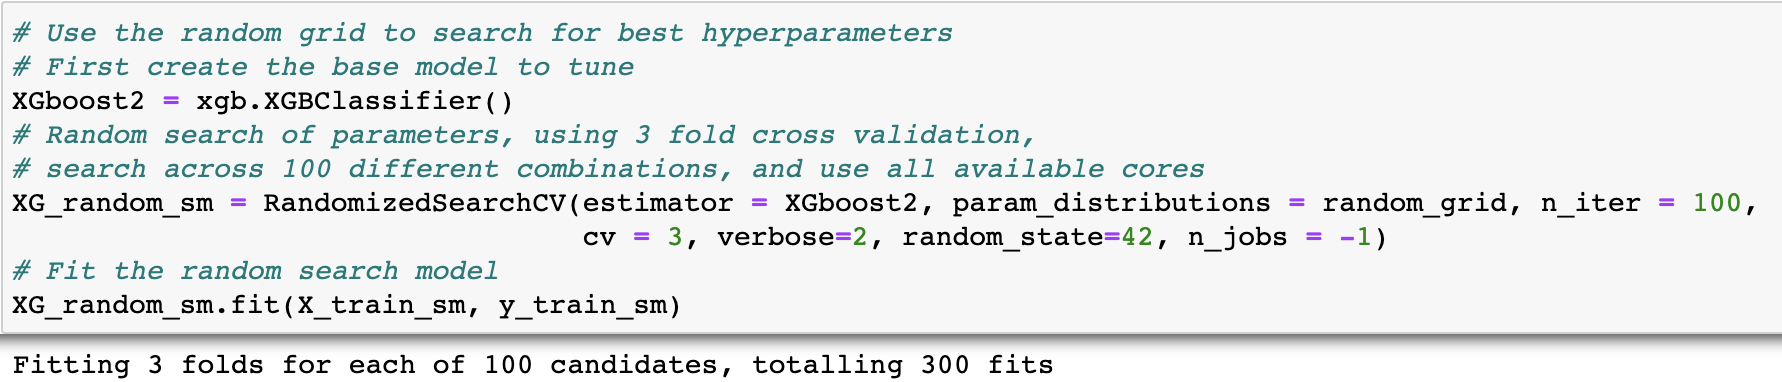 # Use the random grid to search for best hyperparameters
# First create the base model to tune
XGboost2 = xgb.XGBClassifier()
# Random search of parameters, using 3 fold cross validation,
# search across 100 different combinations, and use all available cores
XG_random_sm = RandomizedSearchCV(estimator = XGboost2, param_distributions = random_grid, n_iter = 100,
cv = 3, verbose=2, random_state=42, n_jobs = -1)
# Fit the random search model
XG_random_sm.fit(X_train_sm, y_train_sm)
Fitting 3 folds for each of 100 candidates, totalling 300 fits